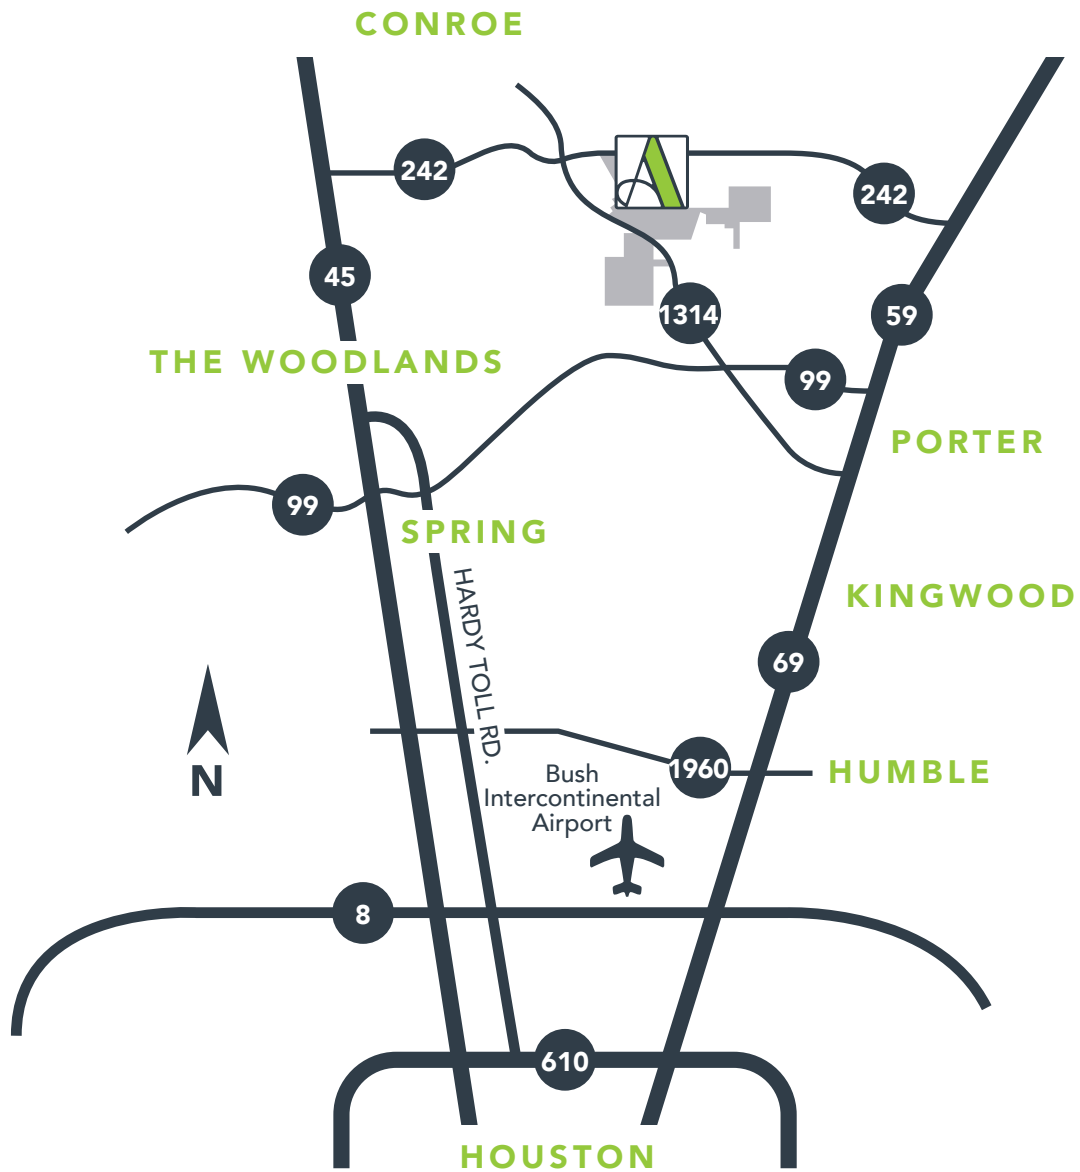 CONROE
242
242
45
1314
59
THE WOODLANDS
99
PORTER
99
SPRING
HARDY TOLL RD.
KINGWOOD
69
N
1960
HUMBLE
Bush
Intercontinental
Airport
8
610
HOUSTON